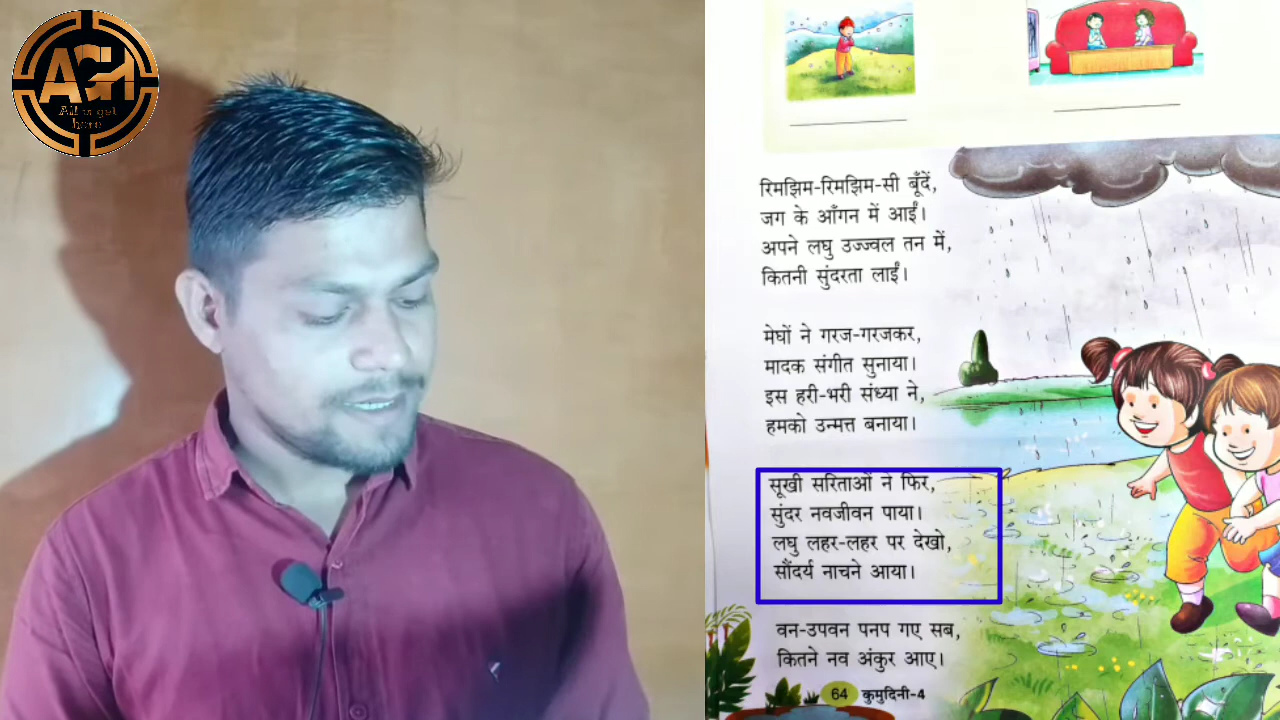 AGH
All is get
here
रिमझिम-रिमझिम-सी बूँदें,
जग के आँगन में आईं।
अपने लघु उज्ज्वल तन में,
कितनी सुंदरता लाईं।
मेघों ने गरज-गरजकर,
मादक संगीत सुनाया।
इस हरी-भरी संध्या ने,
हमको उन्मत्त बनाया।
सूखी सरिताओं ने फिर,
सुंदर नवजीवन पाया।
लघु लहर-लहर पर देखो,
सौंदर्य नाचने आया।
वन-उपवन पनप गए सब,
कितने नव अंकुर आए।
64 कुमुदिनी-4